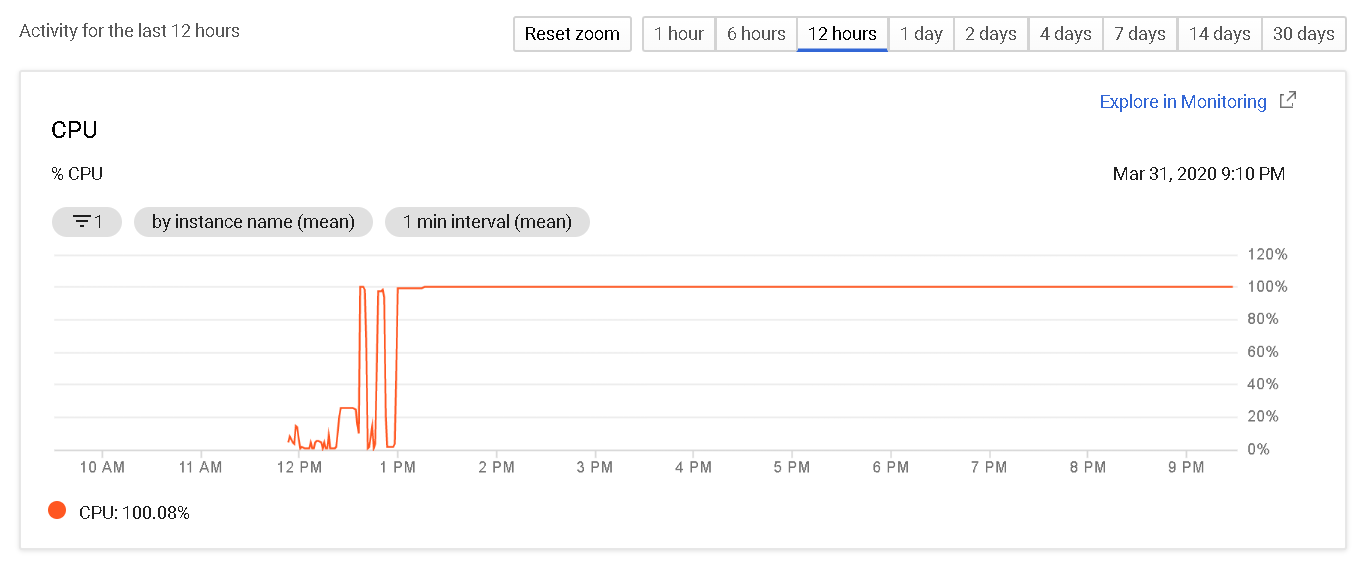 Activity for the last 12 hours
Reset zoom 1 hour 6 hours 12 hours 1 day 2 days 4 days 7 days 14 days 30 days
Explore in Monitoring
CPU
% CPU Mar 31, 2020 9:10 PM
1 by instance name (mean) 1 min interval (mean)
120%
100%
80%
60%
40%
20%
0%
10 AM 11 AM 12 PM 1 PM 2 PM 3 PM 4 PM 5 PM 6 PM 7 PM 8 PM 9 PM
CPU: 100.08%